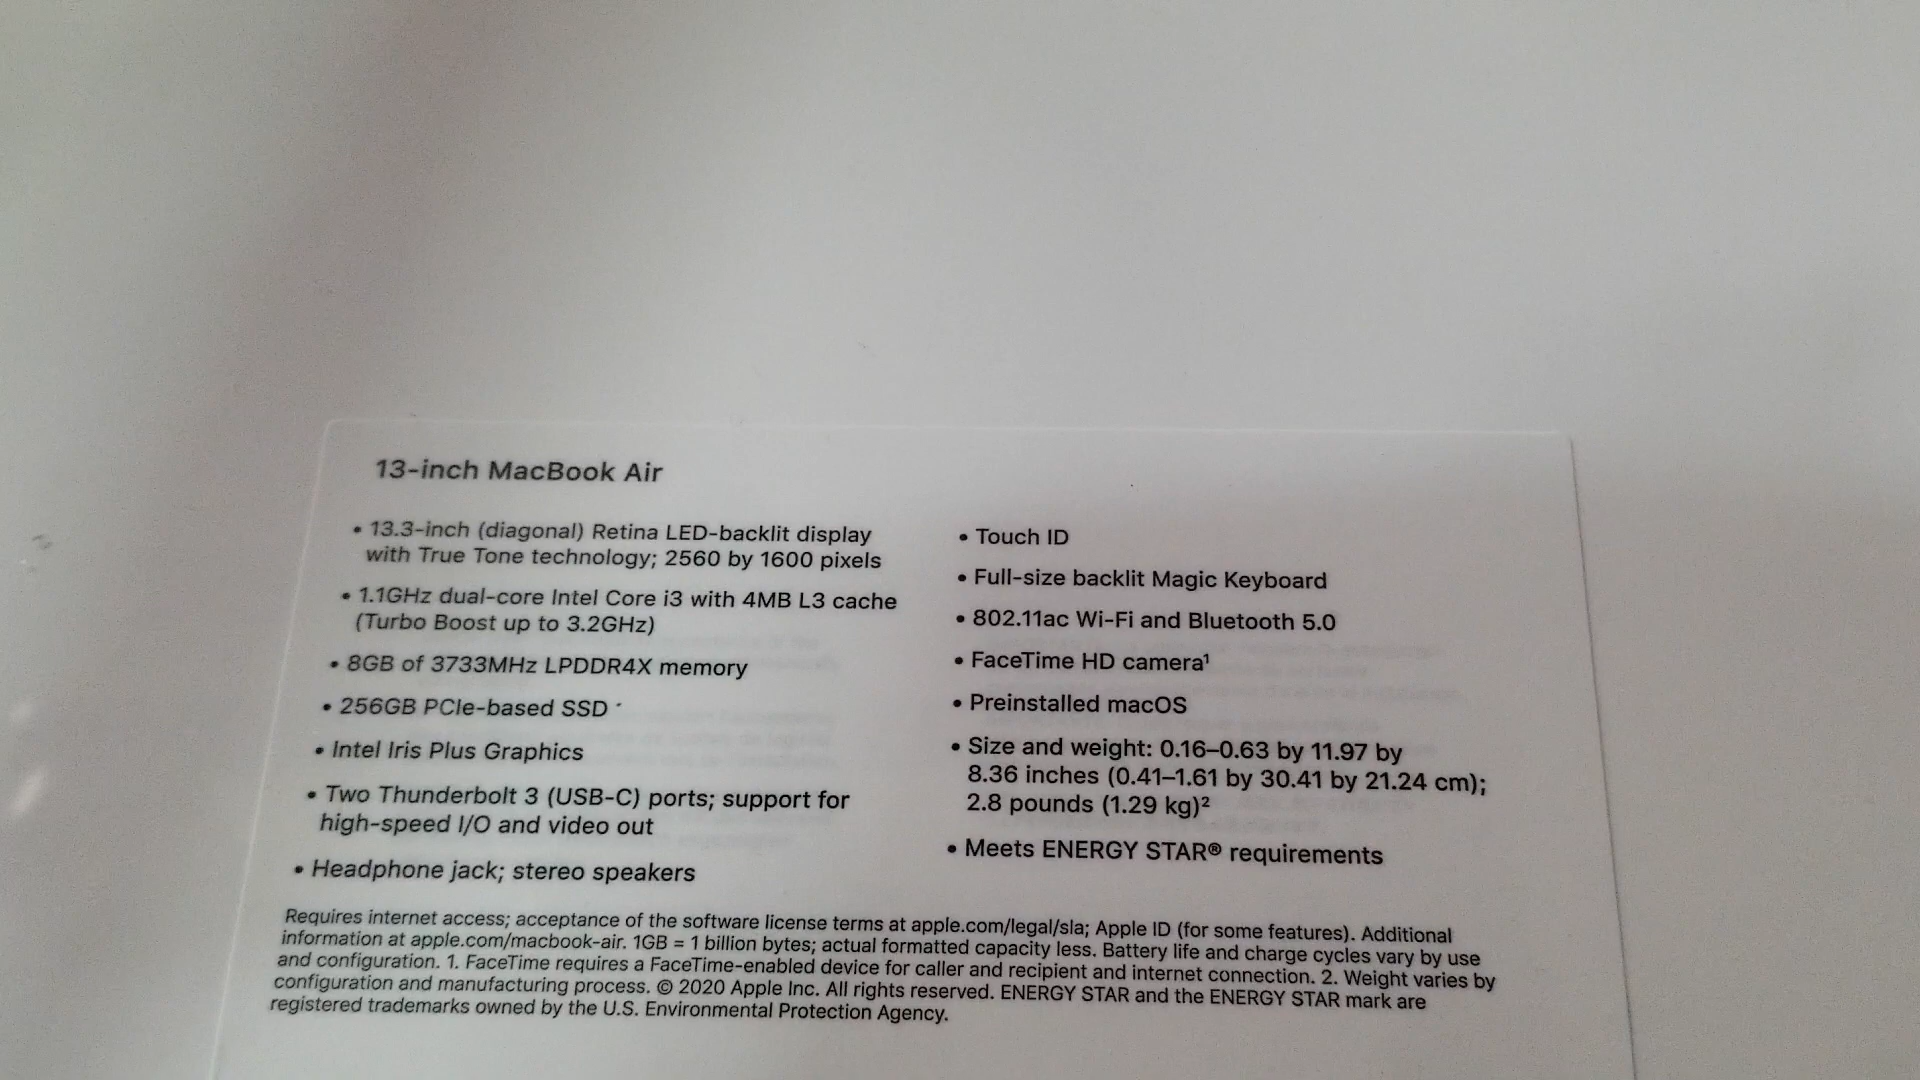 13-inch MacBook Air
• 13.3-inch (diagonal) Retina LED-backlit display
with True Tone technology; 2560 by 1600 pixels
• 1.1GHz dual-core Intel Core i3 with 4MB L3 cache
(Turbo Boost up to 3.2GHz)
• 8GB of 3733MHz LPDDR4X memory
• 256GB PCIe-based SSD
• Intel Iris Plus Graphics
• Two Thunderbolt 3 (USB-C) ports; support for
high-speed I/O and video out
• Headphone jack; stereo speakers
• Touch ID
• Full-size backlit Magic Keyboard
• 802.11ac Wi-Fi and Bluetooth 5.0
• FaceTime HD camera¹
• Preinstalled macOS
• Size and weight: 0.16–0.63 by 11.97 by
8.36 inches (0.41–1.61 by 30.41 by 21.24 cm);
2.8 pounds (1.29 kg)²
• Meets ENERGY STAR® requirements
Requires internet access; acceptance of the software license terms at apple.com/legal/sla; Apple ID (for some features). Additional
information at apple.com/macbook-air. 1GB = 1 billion bytes; actual formatted capacity less. Battery life and charge cycles vary by use
and configuration. 1. FaceTime requires a FaceTime-enabled device for caller and recipient and internet connection. 2. Weight varies by
configuration and manufacturing process. © 2020 Apple Inc. All rights reserved. ENERGY STAR and the ENERGY STAR mark are
registered trademarks owned by the U.S. Environmental Protection Agency.